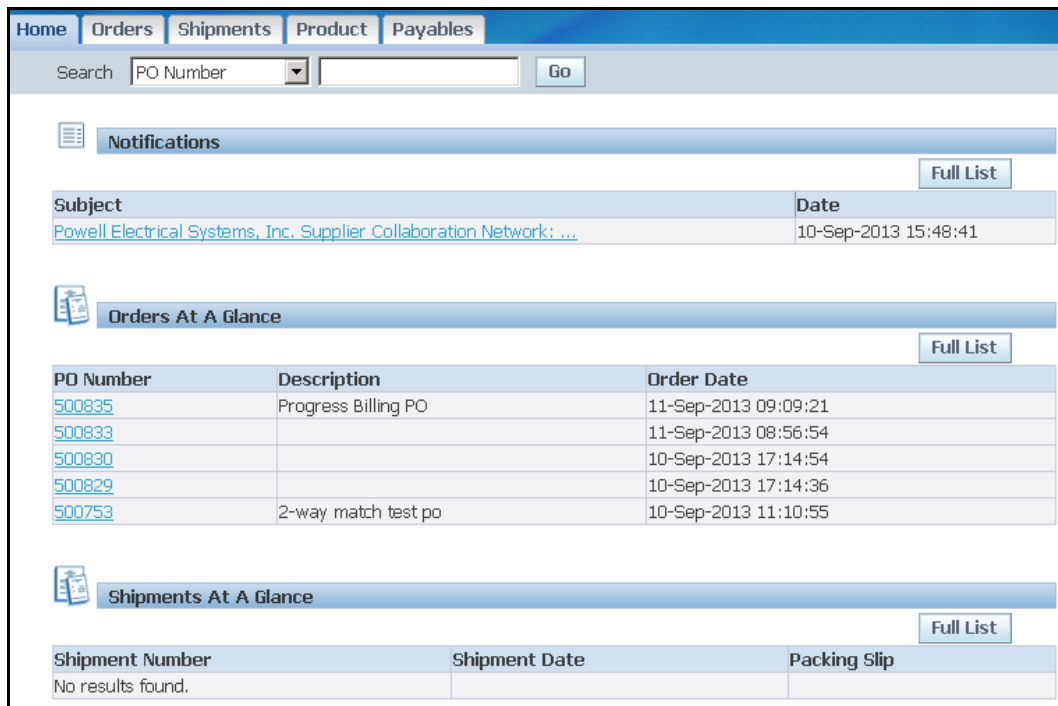 Home Orders Shipments Product Payables
Search PO Number Go
Notifications
Full List
Subject Date
Powell Electrical Systems, Inc. Supplier Collaboration Network: ... 10-Sep-2013 15:48:41
Orders At A Glance
Full List
PO Number Description Order Date
500835 Progress Billing PO 11-Sep-2013 09:09:21
500833 11-Sep-2013 08:56:54
500830 10-Sep-2013 17:14:54
500829 10-Sep-2013 17:14:36
500753 2-way match test po 10-Sep-2013 11:10:55
Shipments At A Glance
Full List
Shipment Number Shipment Date Packing Slip
No results found.